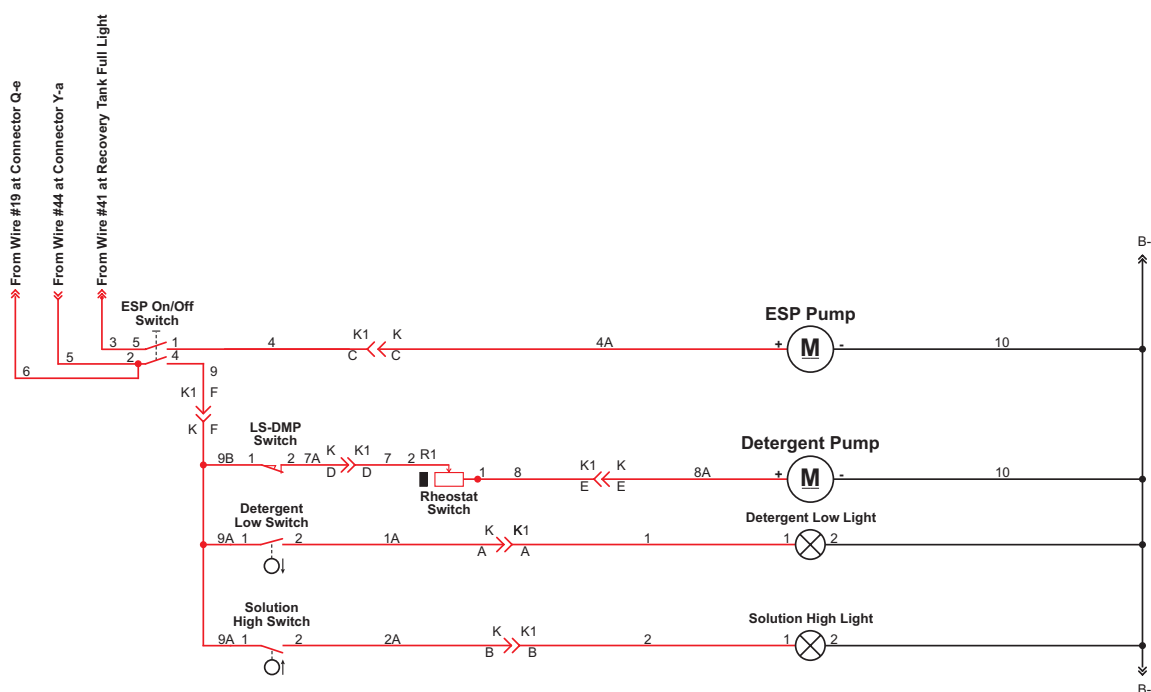 From Wire #19 at Connector Q-e
From Wire #44 at Connector Y-a
From Wire #41 at Recovery Tank Full Light
B-
ESP On/Off
Switch
3 5 1 4 K1 K 4A + ESP Pump M - 10
C C
5 2 4 9
6
K1 F
K F
LS-DMP
Switch
9B 1 2 7A K K1 7 2 R1
D D
Rheostat
Switch
1 8 K1 K 8A + Detergent Pump M - 10
E E
Detergent
Low Switch
9A 1 2 1A K K1 1 1 2
A A
Detergent Low Light
Solution
High Switch
9A 1 2 2A K K1 2 1 2
B B
Solution High Light
B-